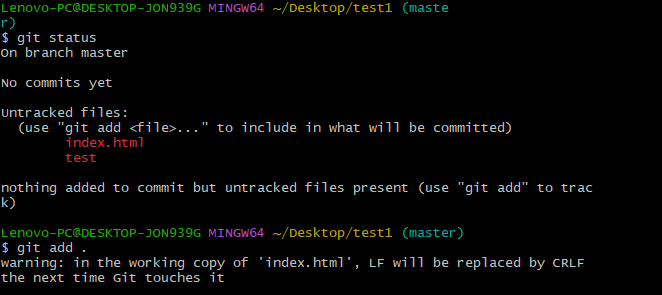 Lenovo-PC@DESKTOP-JON939G MINGW64 ~/Desktop/test1 (maste
r)
$ git status
On branch master
No commits yet
Untracked files:
  (use "git add <file>..." to include in what will be committed)
        index.html
        test
nothing added to commit but untracked files present (use "git add" to trac
k)
Lenovo-PC@DESKTOP-JON939G MINGW64 ~/Desktop/test1 (master)
$ git add .
warning: in the working copy of 'index.html', LF will be replaced by CRLF
the next time Git touches it